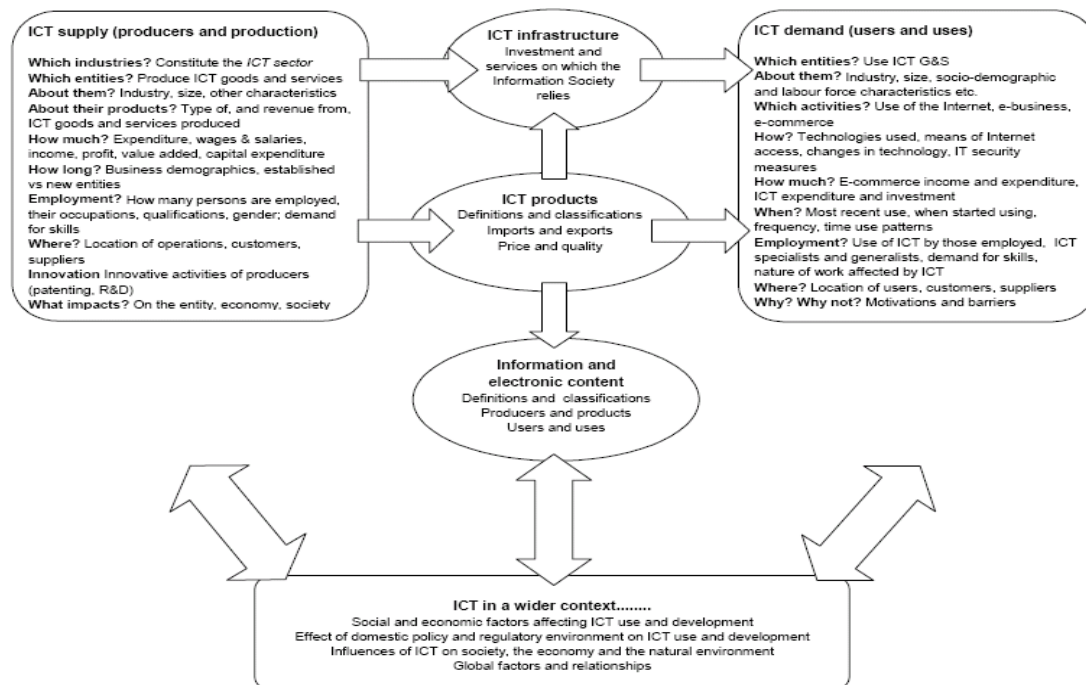 ICT supply (producers and production)
Which industries? Constitute the ICT sector
Which entities? Produce ICT goods and services
About them? Industry, size, other characteristics
About their products? Type of, and revenue from,
ICT goods and services produced
How much? Expenditure, wages & salaries,
income, profit, value added, capital expenditure
How long? Business demographics, established
vs new entities
Employment? How many persons are employed,
their occupations, qualifications, gender; demand
for skills
Where? Location of operations, customers,
suppliers
Innovation Innovative activities of producers
(patenting, R&D)
What impacts? On the entity, economy, society
ICT infrastructure
Investment and
services on which the
Information Society
relies
ICT products
Definitions and classifications
Imports and exports
Price and quality
Information and
electronic content
Definitions and classifications
Producers and products
Users and uses
ICT demand (users and uses)
Which entities? Use ICT G&S
About them? Industry, size, socio-demographic
and labour force characteristics etc.
Which activities? Use of the Internet, e-business,
e-commerce
How? Technologies used, means of Internet
access, changes in technology, IT security
measures
How much? E-commerce income and expenditure,
ICT expenditure and investment
When? Most recent use, when started using,
frequency, time use patterns
Employment? Use of ICT by those employed, ICT
specialists and generalists, demand for skills,
nature of work affected by ICT
Where? Location of users, customers, suppliers
Why? Why not? Motivations and barriers
ICT in a wider context........
Social and economic factors affecting ICT use and development
Effect of domestic policy and regulatory environment on ICT use and development
Influences of ICT on society, the economy and the natural environment
Global factors and relationships